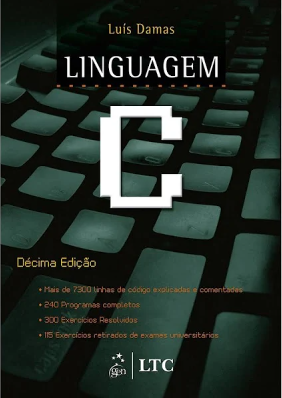 Luís Damas
LINGUAGEM
C
Décima Edição
• Mais de 7300 linhas de código explicadas e comentadas
• 240 Programas completos
• 300 Exercícios Resolvidos
• 115 Exercícios retirados de exames universitários
gen
LTC